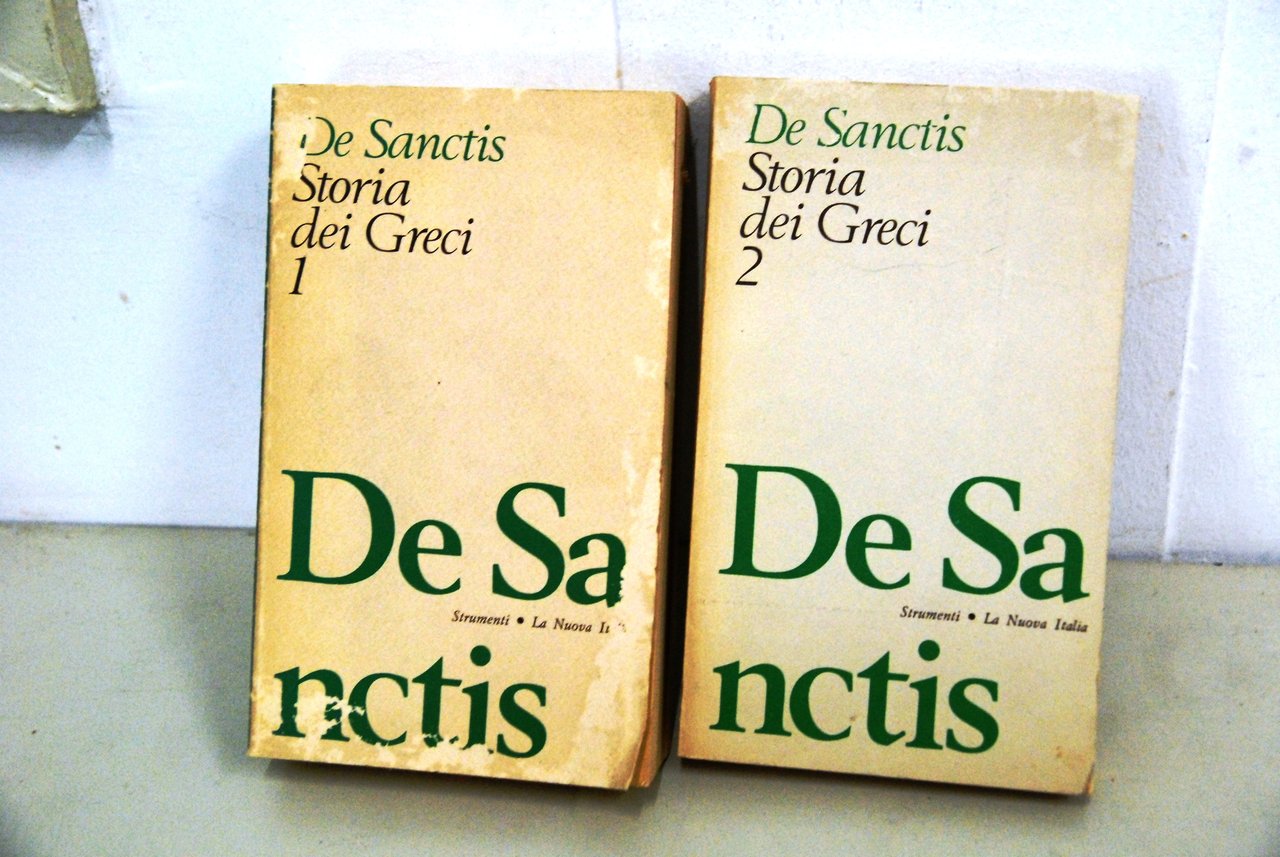 De Sanctis
Storia
dei Greci
1
De Sa
Strumenti • La Nuova
nctis
De Sanctis
Storia
dei Greci
2
De Sa
Strumenti • La Nuova Italia
nctis